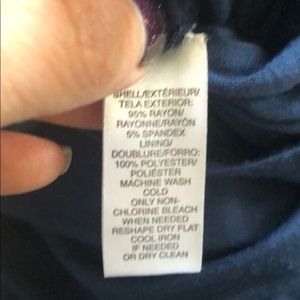 SHELL/EXTÉRIEUR/
TELA EXTERIOR:
95% RAYON/
RAYONNE/RAYÓN
5% SPANDEX
LINING/
DOUBLURE/FORRO:
100% POLYESTER/
POLIÉSTER
MACHINE WASH
COLD
ONLY NON-
CHLORINE BLEACH
WHEN NEEDED
RESHAPE DRY FLAT
COOL IRON
IF NEEDED
OR DRY CLEAN